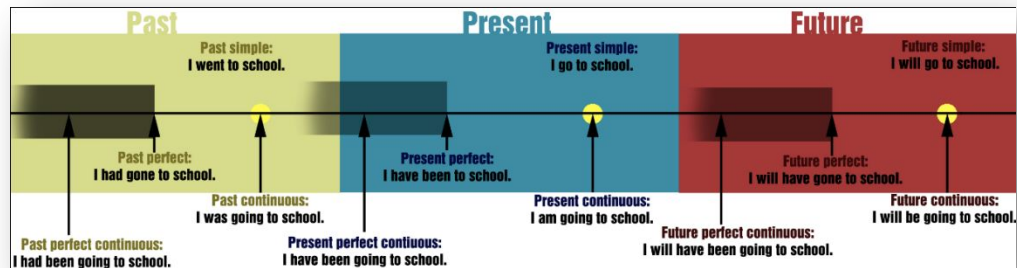 Past
Present
Future
Past simple:
I went to school.
Present simple:
I go to school.
Future simple:
I will go to school.
Past perfect:
I had gone to school.
Present perfect:
I have been to school.
Future perfect:
I will have gone to school.
Past continuous:
I was going to school.
Present continuous:
I am going to school.
Future continuous:
I will be going to school.
Past perfect continuous:
I had been going to school.
Present perfect contiuous:
I have been going to school.
Future perfect continuous:
I will have been going to school.